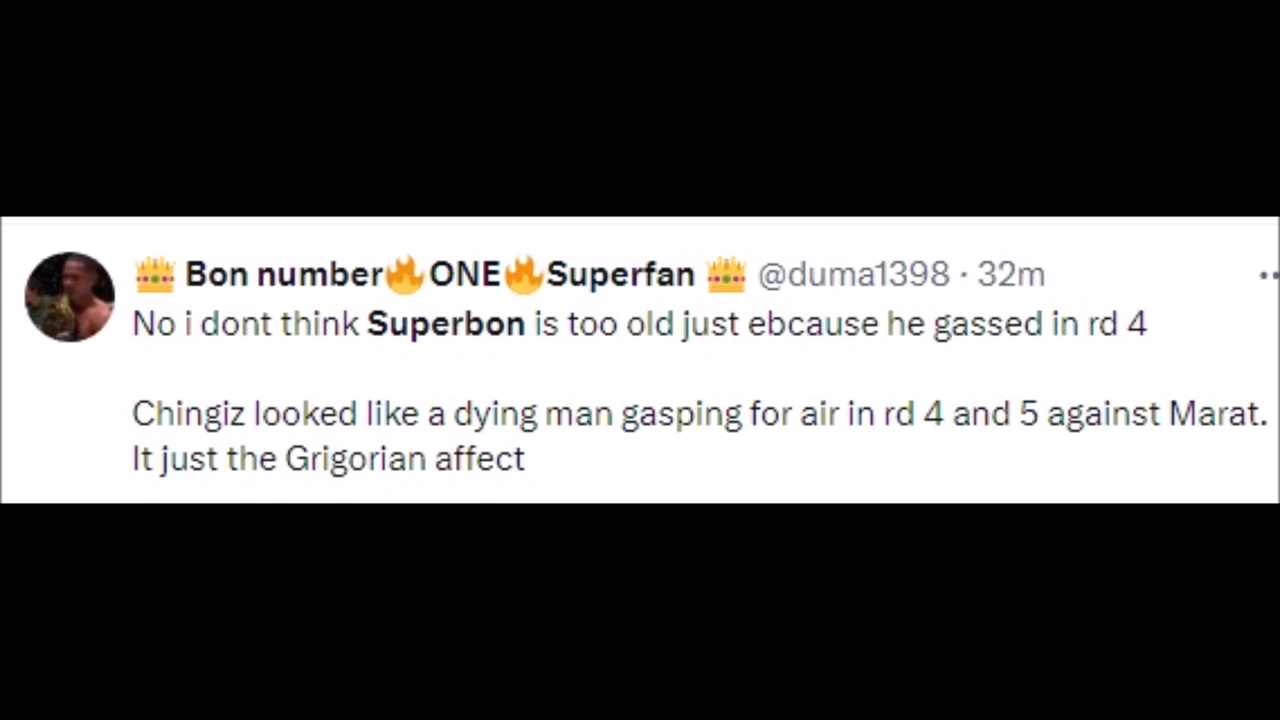 👑 Bon number🔥ONE🔥Superfan 👑 @duma1398 · 32m
No i dont think Superbon is too old just ebcause he gassed in rd 4
Chingiz looked like a dying man gasping for air in rd 4 and 5 against Marat.
It just the Grigorian affect